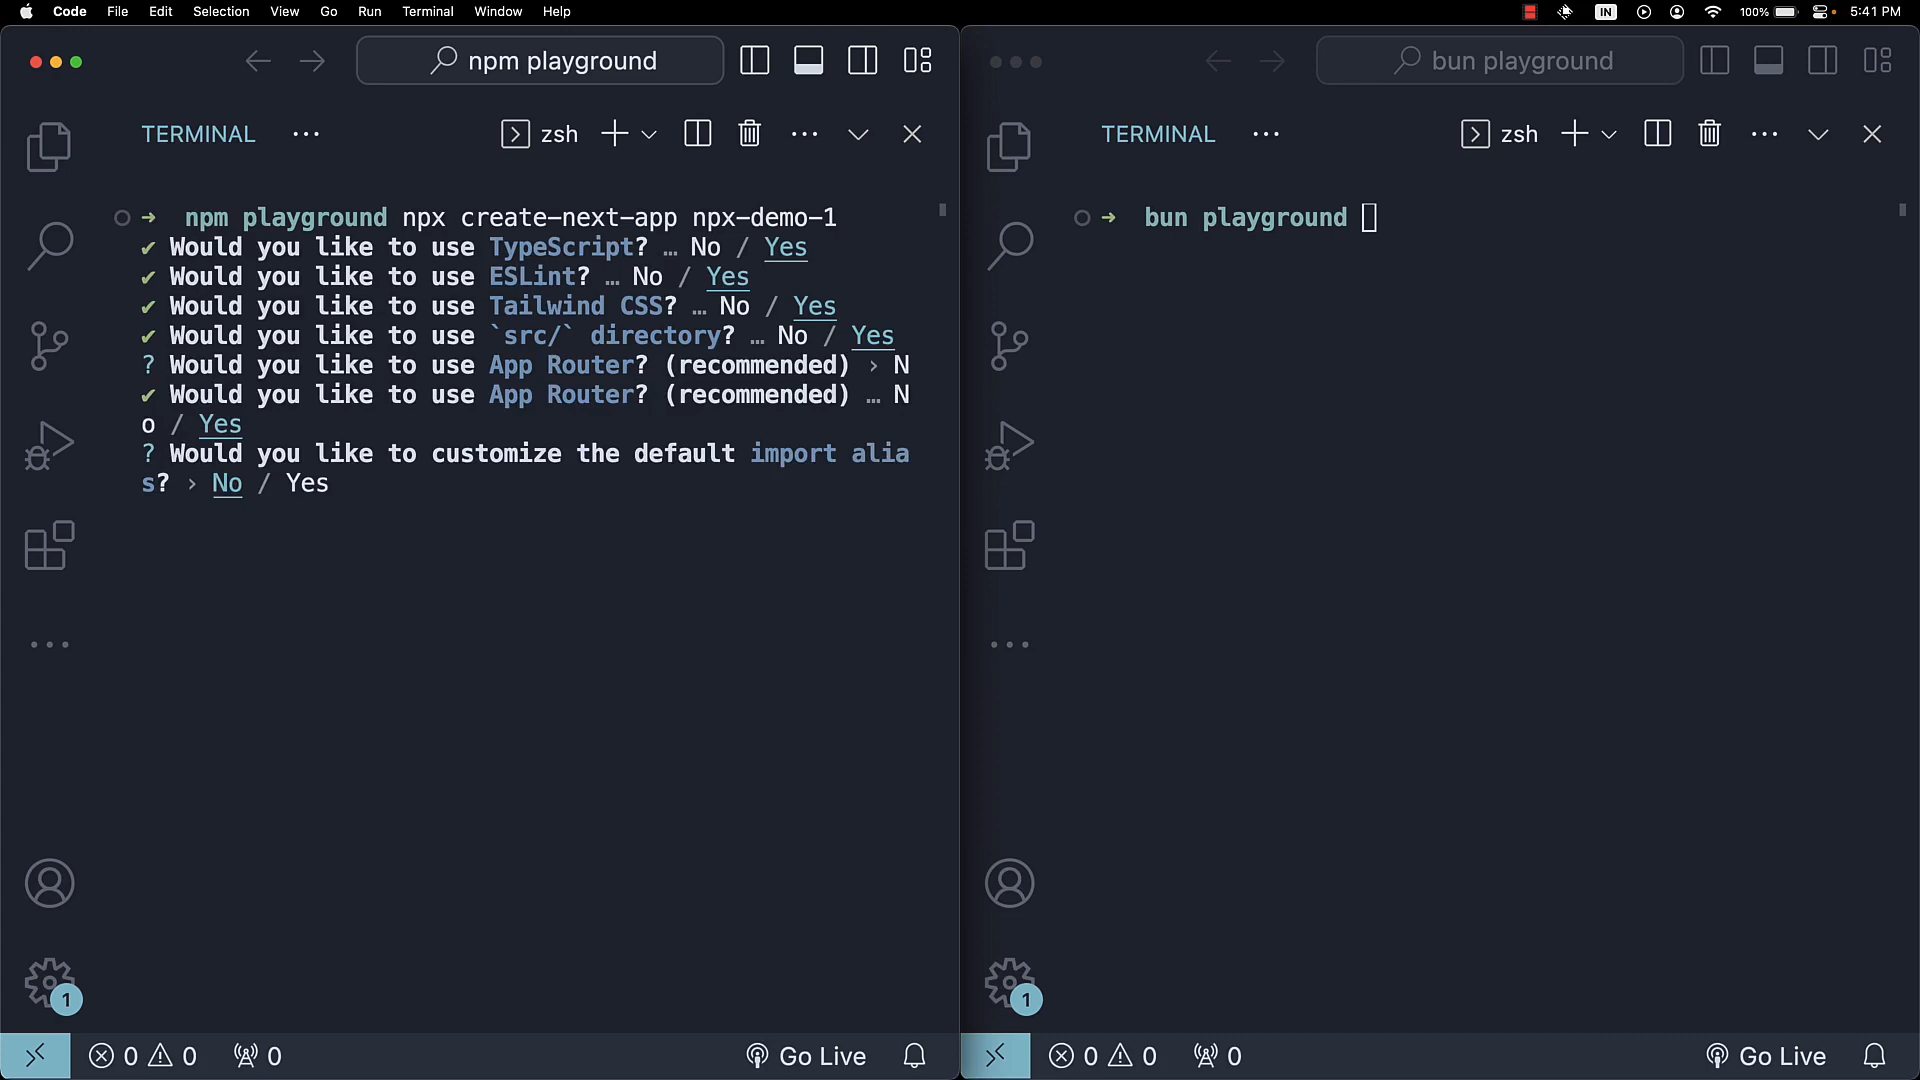 Code File Edit Selection View Go Run Terminal Window Help IN 100% 5:41 PM
npm playground
TERMINAL ··· zsh ···
➜ npm playground npx create-next-app npx-demo-1
✔ Would you like to use TypeScript? … No / Yes
✔ Would you like to use ESLint? … No / Yes
✔ Would you like to use Tailwind CSS? … No / Yes
✔ Would you like to use `src/` directory? … No / Yes
? Would you like to use App Router? (recommended) › N
✔ Would you like to use App Router? (recommended) … N
o / Yes
? Would you like to customize the default import alia
s? › No / Yes
1
0 0 0 Go Live
bun playground
TERMINAL ··· zsh ···
➜ bun playground
1
0 0 0 Go Live